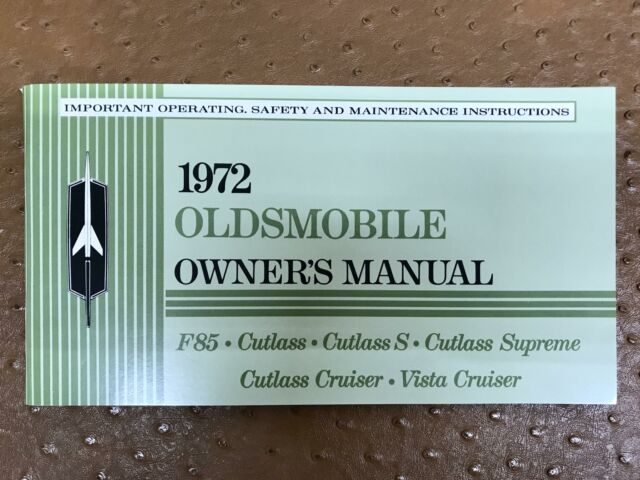 IMPORTANT OPERATING, SAFETY AND MAINTENANCE INSTRUCTIONS
1972
OLDSMOBILE
OWNER'S MANUAL
F85 • Cutlass • Cutlass S • Cutlass Supreme
Cutlass Cruiser • Vista Cruiser